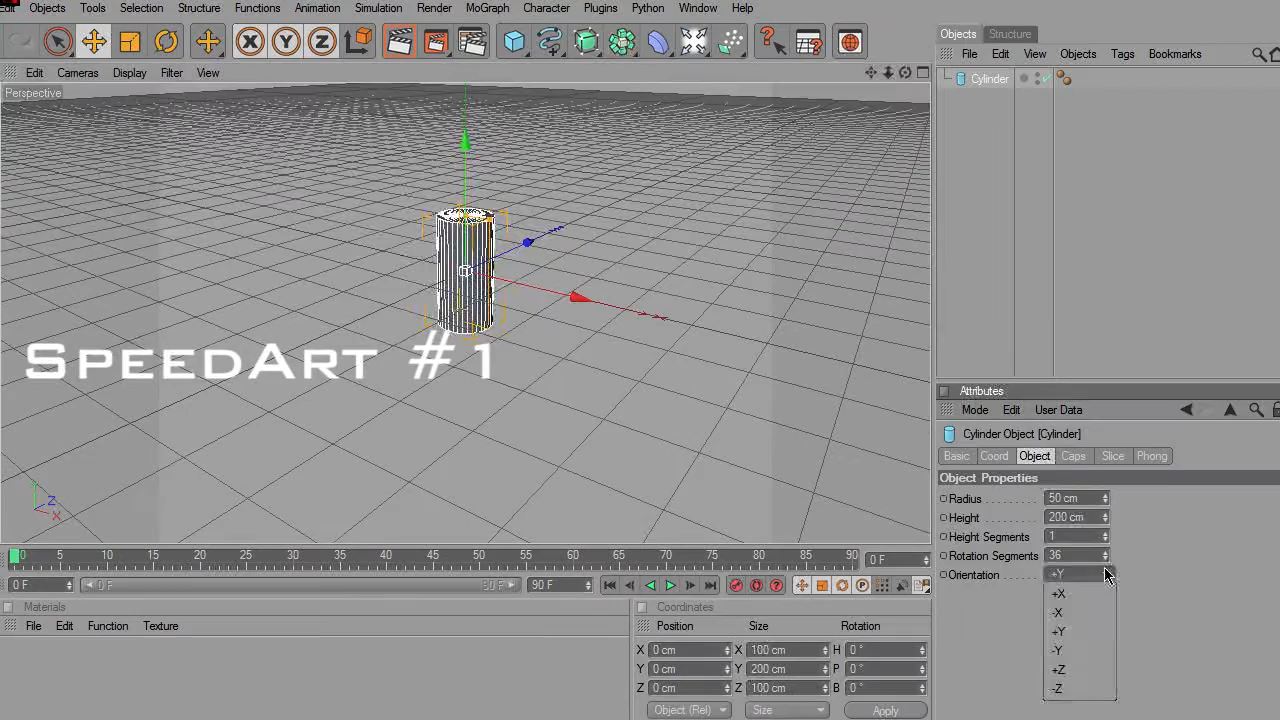 Objects Tools Selection Structure Functions Animation Simulation Render MoGraph Character Plugins Python Window Help
Objects Structure
Edit Cameras Display Filter View
File Edit View Objects Tags Bookmarks
Perspective
Cylinder
SpeedArt #1
Attributes
Mode Edit User Data
Cylinder Object [Cylinder]
Basic Coord Object Caps Slice Phong
Object Properties
Radius 50 cm
Height 200 cm
Height Segments 1
Rotation Segments 36
Orientation +Y
+X
-X
+Y
-Y
+Z
-Z
Z
X
0 5 10 15 20 25 30 35 40 45 50 55 60 65 70 75 80 85 90 0 F
0 F 0 F 90 F
Materials
File Edit Function Texture
Coordinates
Position Size Rotation
X 0 cm X 100 cm H 0 °
Y 0 cm Y 200 cm P 0 °
Z 0 cm Z 100 cm B 0 °
Object (Rel) Size Apply